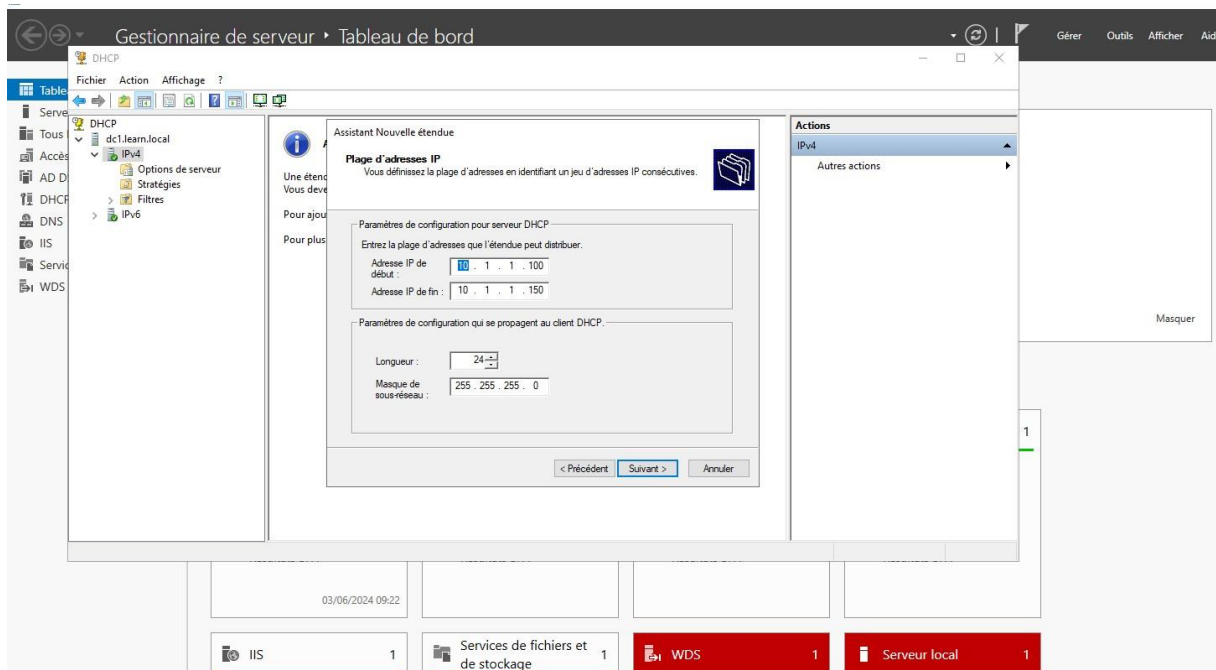 Gestionnaire de serveur ‣ Tableau de bord
Gérer Outils Afficher Aid
DHCP
Fichier Action Affichage ?
Table
Serve
Tous l
Accès
AD D
DHCP
DNS
IIS
Servic
WDS
DHCP
dc1.learn.local
IPv4
Options de serveur
Stratégies
Filtres
IPv6
A
Une étend
Vous deve
Pour ajou
Pour plus
Assistant Nouvelle étendue
Plage d'adresses IP
Vous définissez la plage d'adresses en identifiant un jeu d'adresses IP consécutives.
Paramètres de configuration pour serveur DHCP
Entrez la plage d'adresses que l'étendue peut distribuer.
Adresse IP de
début :
10 . 1 . 1 . 100
Adresse IP de fin : 10 . 1 . 1 . 150
Paramètres de configuration qui se propagent au client DHCP.
Longueur : 24
Masque de
sous-réseau :
255 . 255 . 255 . 0
< Précédent Suivant > Annuler
Actions
IPv4
Autres actions
Masquer
1
03/06/2024 09:22
IIS 1
Services de fichiers et
de stockage
1
WDS 1
Serveur local 1